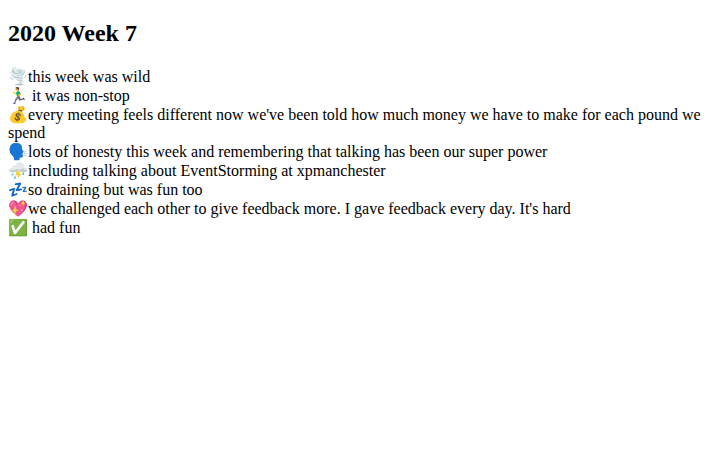 2020 Week 7
🌪️this week was wild
🏃‍♂️ it was non-stop
💰every meeting feels different now we've been told how much money we have to make for each pound we
spend
🗣️lots of honesty this week and remembering that talking has been our super power
⛈️including talking about EventStorming at xpmanchester
💤so draining but was fun too
💖we challenged each other to give feedback more. I gave feedback every day. It's hard
✅ had fun